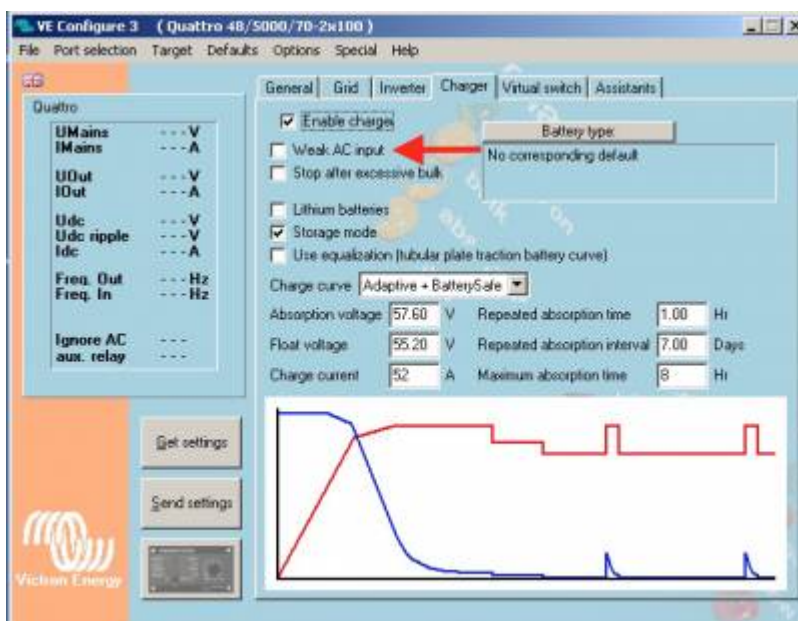 VE Configure 3 ( Quattro 48/5000/70-2x100 )
File Port selection Target Defaults Options Special Help
General Grid Inverter Charger Virtual switch Assistants
Quattro
UMains - - - V
IMains - - - A
UOut - - - V
IOut - - - A
Udc - - - V
Udc ripple - - - V
Idc - - - A
Freq. Out - - - Hz
Freq. In - - - Hz
Ignore AC - - -
aux. relay - - -
Get settings
Send settings
Victron Energy
Enable charger
Weak AC input
Stop after excessive bulk
Battery type:
No corresponding default
Lithium batteries
Storage mode
Use equalization (tubular plate traction battery curve)
Charge curve Adaptive + BatterySafe
Absorption voltage 57.60 V Repeated absorption time 1.00 Hr
Float voltage 55.20 V Repeated absorption interval 7.00 Days
Charge current 52 A Maximum absorption time 8 Hr